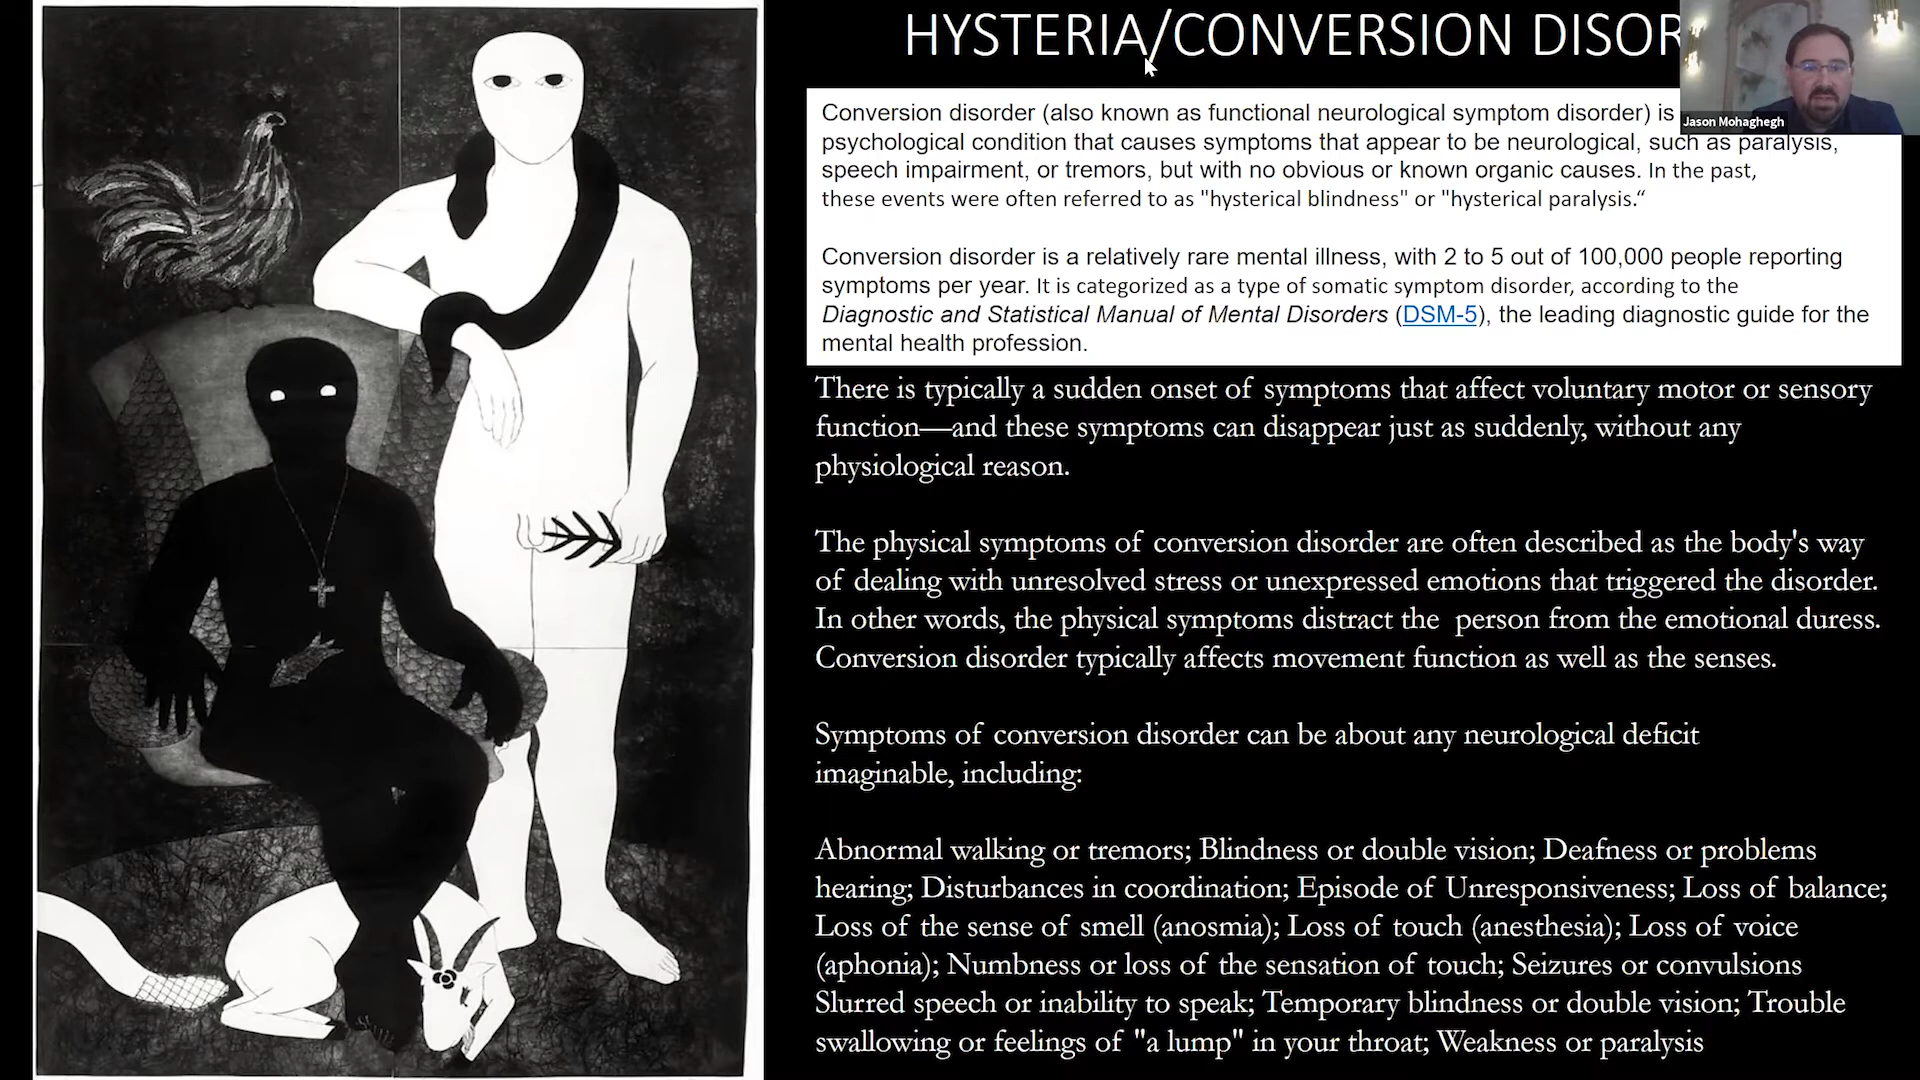 HYSTERIA/CONVERSION DISOR
Jason Mohaghegh
Conversion disorder (also known as functional neurological symptom disorder) is
psychological condition that causes symptoms that appear to be neurological, such as paralysis,
speech impairment, or tremors, but with no obvious or known organic causes. In the past,
these events were often referred to as "hysterical blindness" or "hysterical paralysis.“
Conversion disorder is a relatively rare mental illness, with 2 to 5 out of 100,000 people reporting
symptoms per year. It is categorized as a type of somatic symptom disorder, according to the
Diagnostic and Statistical Manual of Mental Disorders (DSM-5), the leading diagnostic guide for the
mental health profession.
There is typically a sudden onset of symptoms that affect voluntary motor or sensory
function—and these symptoms can disappear just as suddenly, without any
physiological reason.
The physical symptoms of conversion disorder are often described as the body's way
of dealing with unresolved stress or unexpressed emotions that triggered the disorder.
In other words, the physical symptoms distract the person from the emotional duress.
Conversion disorder typically affects movement function as well as the senses.
Symptoms of conversion disorder can be about any neurological deficit
imaginable, including:
Abnormal walking or tremors; Blindness or double vision; Deafness or problems
hearing; Disturbances in coordination; Episode of Unresponsiveness; Loss of balance;
Loss of the sense of smell (anosmia); Loss of touch (anesthesia); Loss of voice
(aphonia); Numbness or loss of the sensation of touch; Seizures or convulsions
Slurred speech or inability to speak; Temporary blindness or double vision; Trouble
swallowing or feelings of "a lump" in your throat; Weakness or paralysis